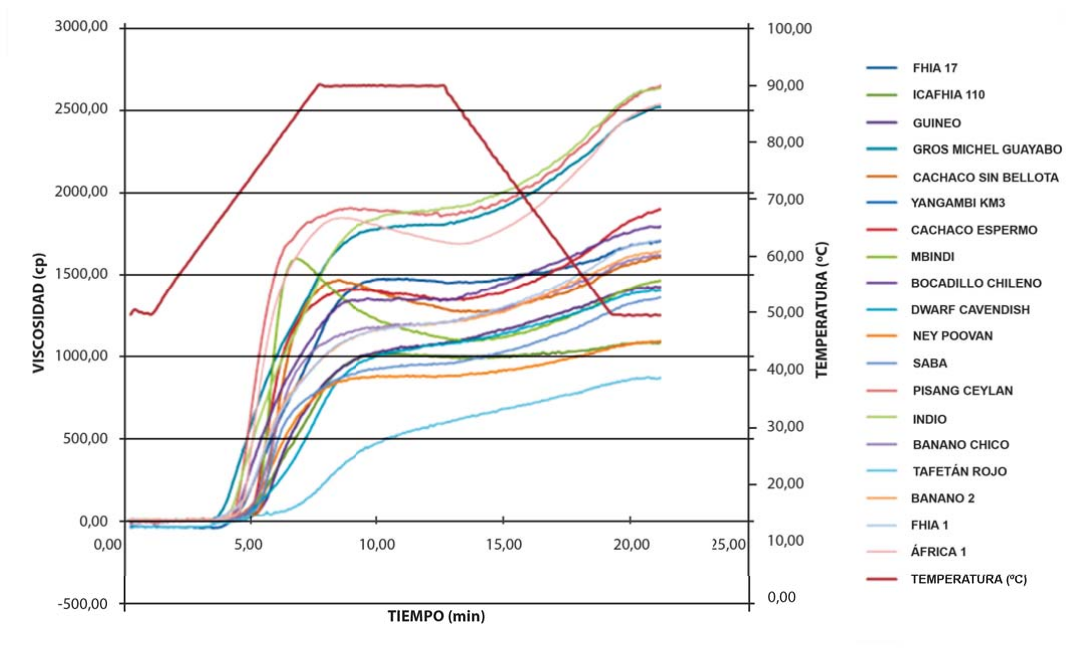 3000,00
2500,00
2000,00
1500,00
1000,00
500,00
0,00
-500,00
VISCOSIDAD (cp)
0,00 5,00 10,00 15,00 20,00 25,00
TIEMPO (min)
100,00
90,00
80,00
70,00
60,00
50,00
40,00
30,00
20,00
10,00
0,00
TEMPERATURA (ºC)
FHIA 17
ICAFHIA 110
GUINEO
GROS MICHEL GUAYABO
CACHACO SIN BELLOTA
YANGAMBI KM3
CACHACO ESPERMO
MBINDI
BOCADILLO CHILENO
DWARF CAVENDISH
NEY POOVAN
SABA
PISANG CEYLAN
INDIO
BANANO CHICO
TAFETÁN ROJO
BANANO 2
FHIA 1
ÁFRICA 1
TEMPERATURA (ºC)